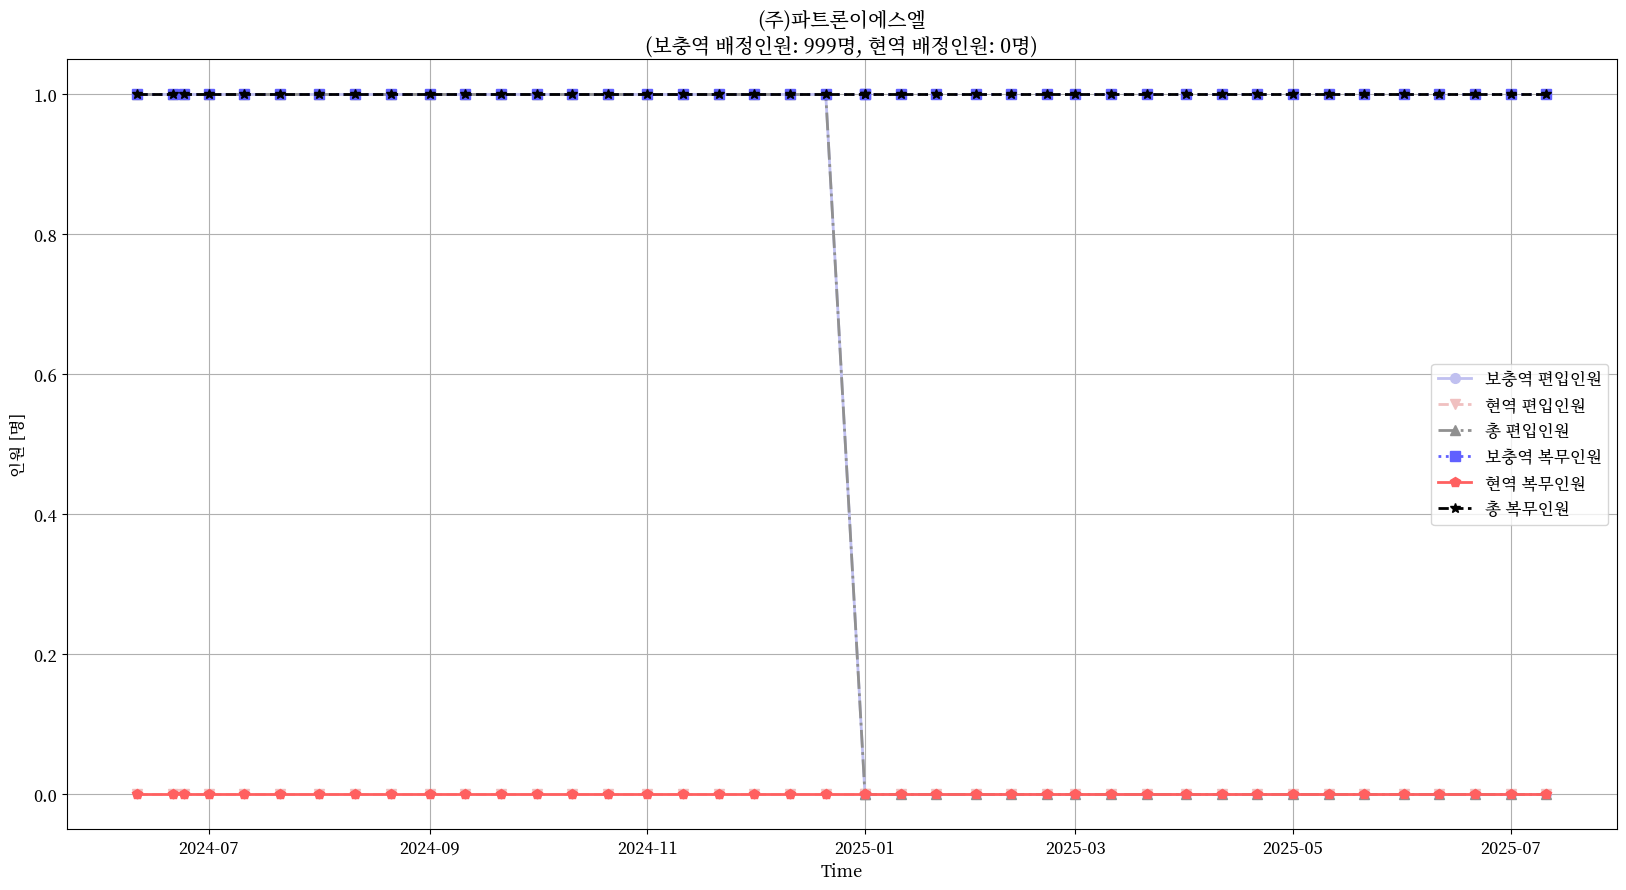 (주)파트론이에스엘
(보충역 배정인원: 999명, 현역 배정인원: 0명)
인원 [명]
1.0
0.8
0.6
0.4
0.2
0.0
보충역 편입인원
현역 편입인원
총 편입인원
보충역 복무인원
현역 복무인원
총 복무인원
2024-07 2024-09 2024-11 2025-01 2025-03 2025-05 2025-07
Time